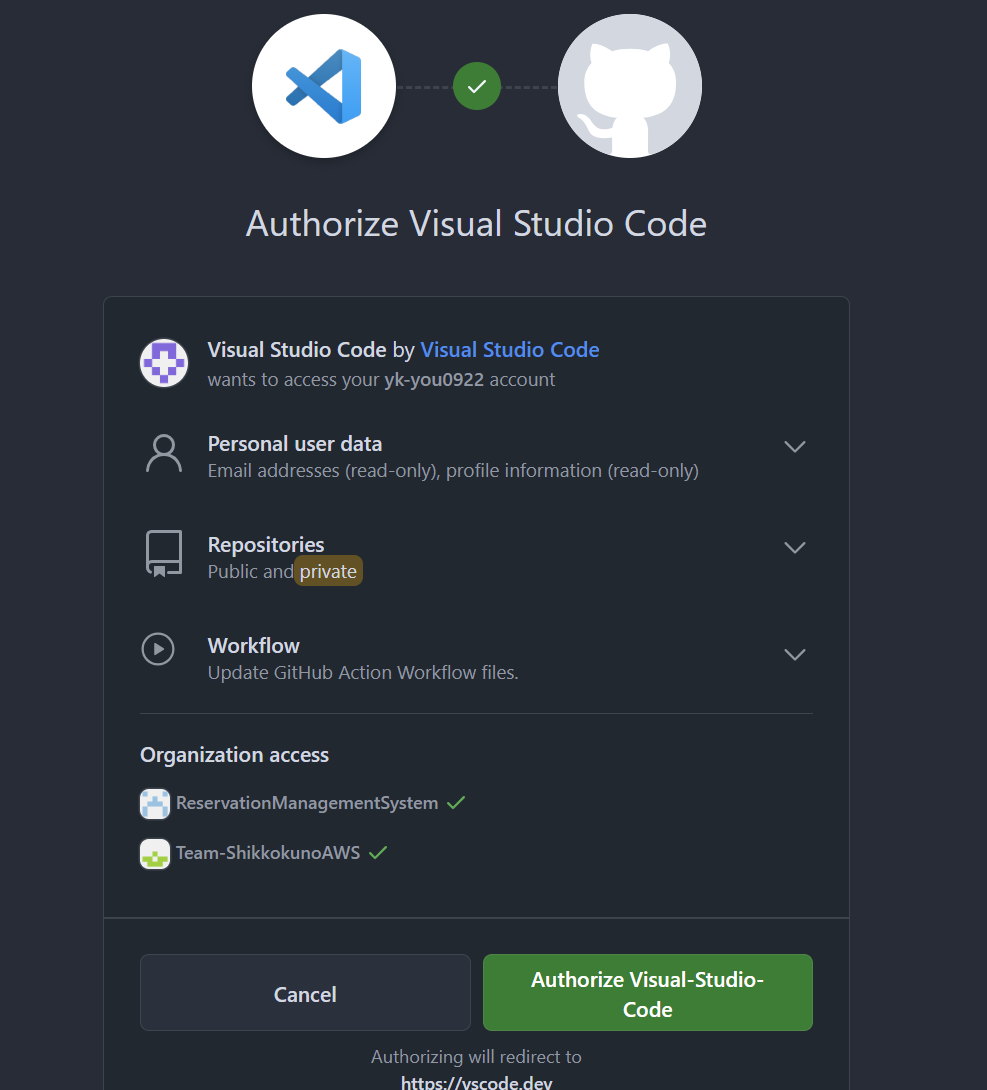 Authorize Visual Studio Code
Visual Studio Code by Visual Studio Code
wants to access your yk-you0922 account
Personal user data
Email addresses (read-only), profile information (read-only)
Repositories
Public and private
Workflow
Update GitHub Action Workflow files.
Organization access
ReservationManagementSystem
Team-ShikkokunoAWS
Cancel
Authorize Visual-Studio-
Code
Authorizing will redirect to
https://vscode.dev